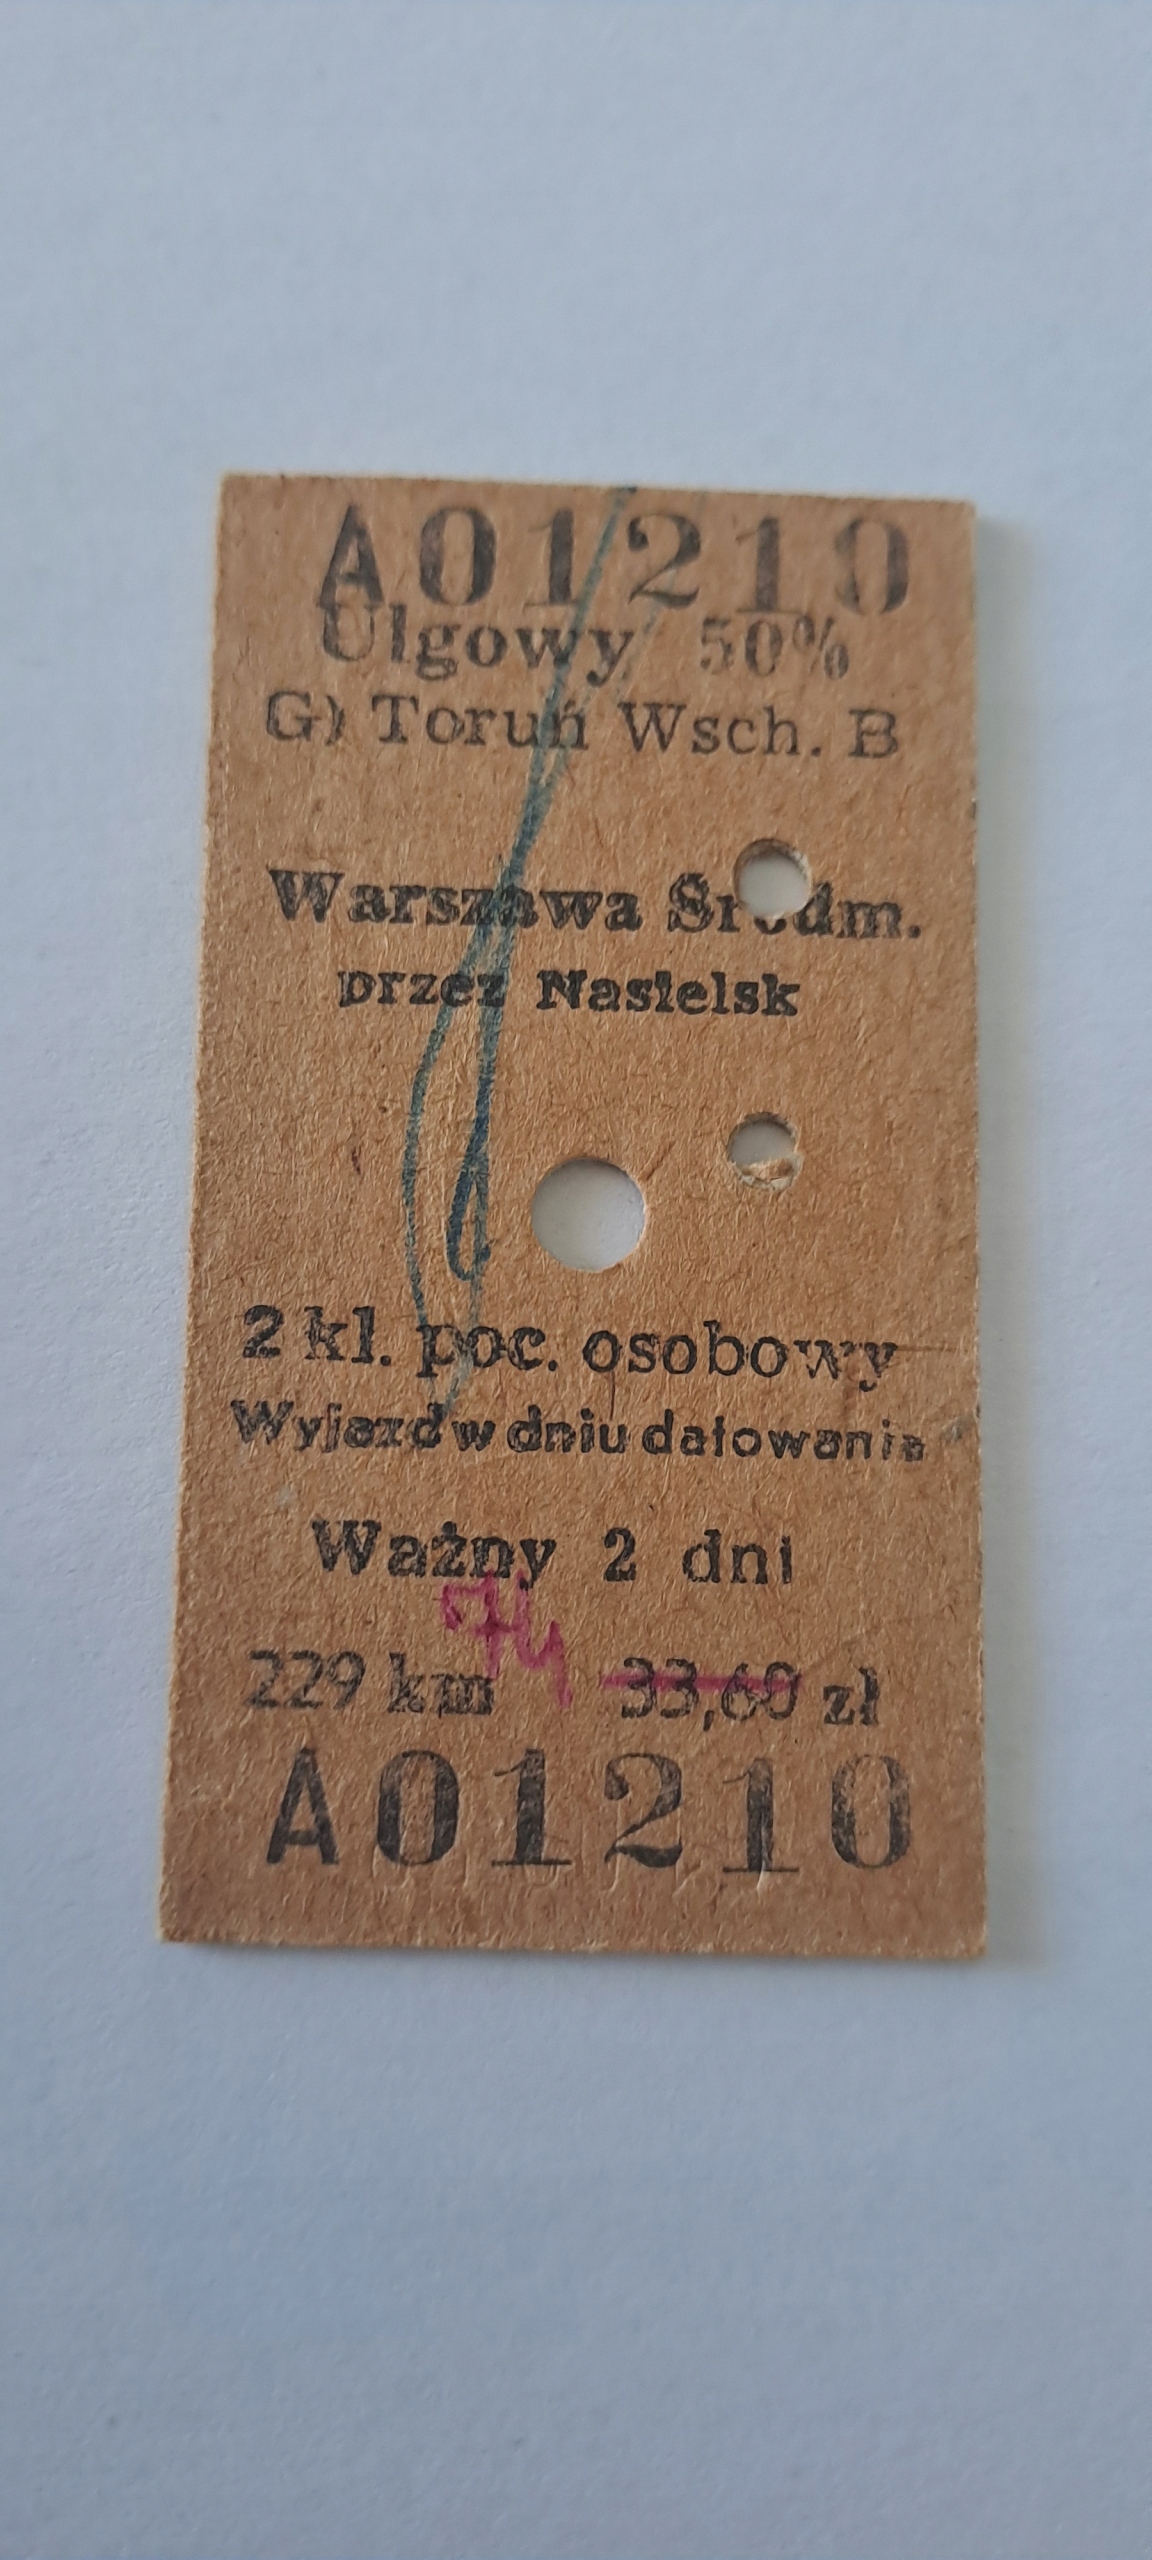 A01210
Ulgowy 50%
G) Toruń Wsch. B
Warszawa Śródm.
przez Nasielsk
2 kl. poc. osobowy
Wyjazd w dniu datowania
Ważny 2 dni
74
229 km 33,60 zł
A01210